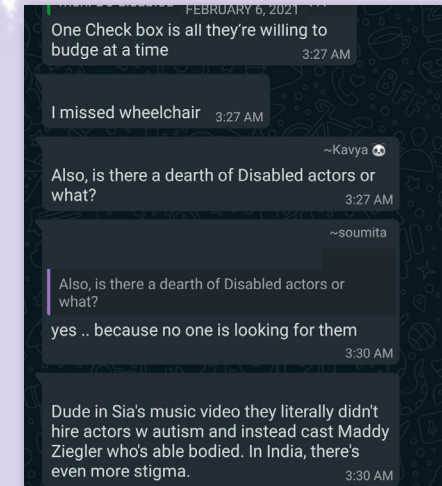 FEBRUARY 6, 2021
One Check box is all they're willing to
budge at a time
3:27 AM
I missed wheelchair 3:27 AM
~Kavya 🐼
Also, is there a dearth of Disabled actors or
what?
3:27 AM
~soumita
Also, is there a dearth of Disabled actors or
what?
yes .. because no one is looking for them
3:30 AM
Dude in Sia's music video they literally didn't
hire actors w autism and instead cast Maddy
Ziegler who's able bodied. In India, there's
even more stigma.
3:30 AM